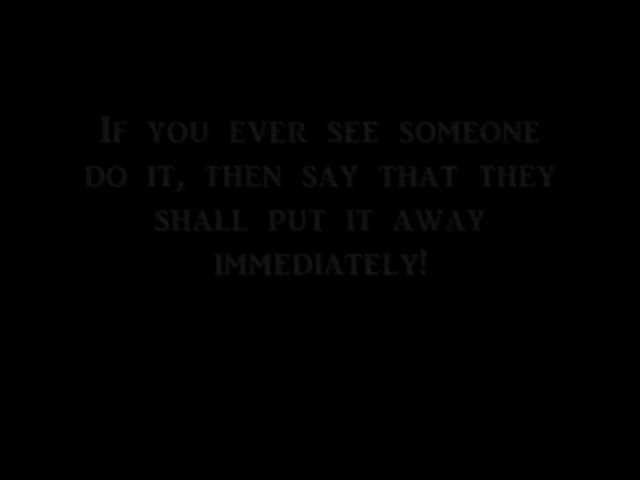 If you ever see someone
do it, then say that they
shall put it away
immediately!